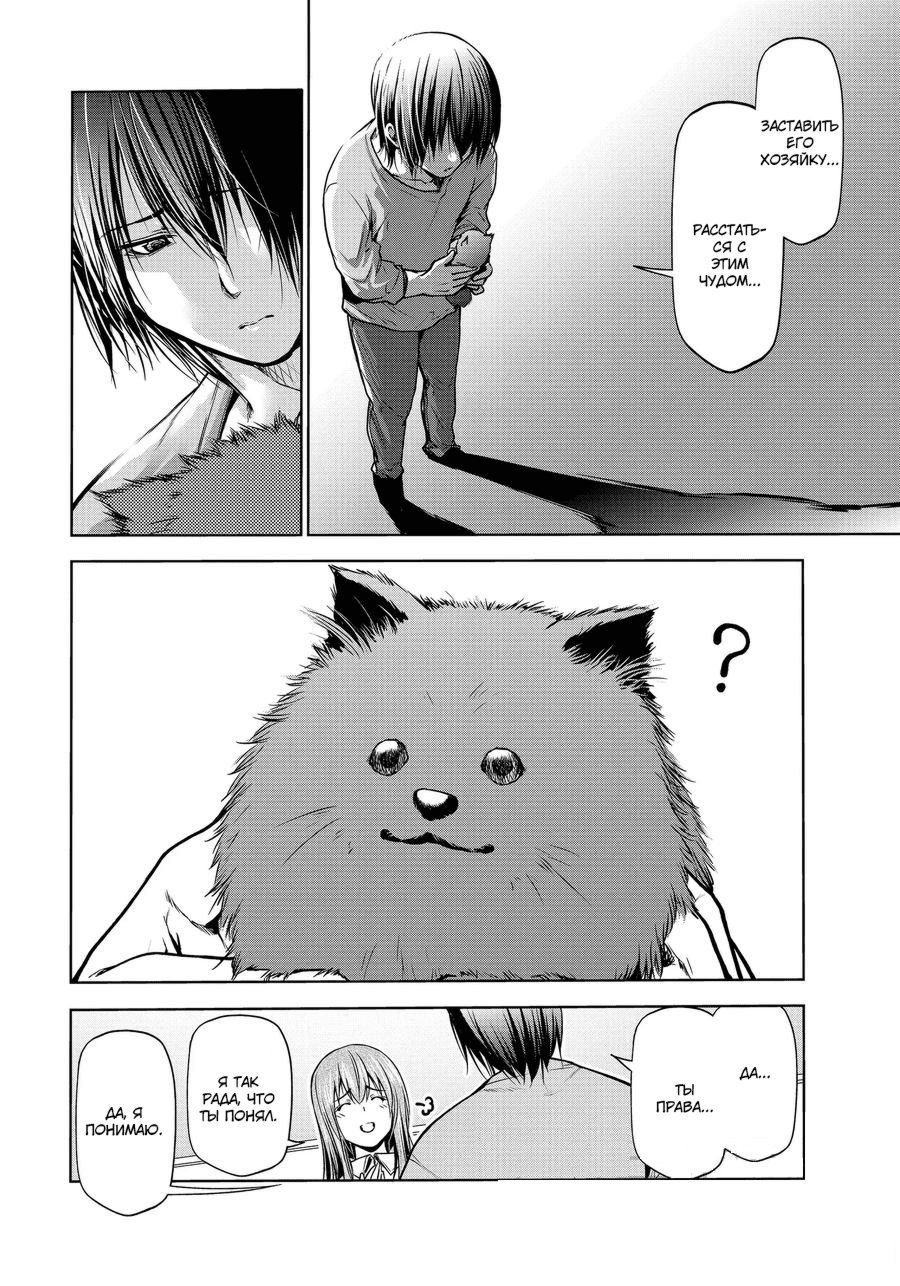 ЗАСТАВИТЬ
ЕГО
ХОЗЯЙКУ...
РАССТАТЬ-
СЯ С
ЭТИМ
ЧУДОМ...
?
ДА...
ТЫ
ПРАВА...
Я ТАК
РАДА, ЧТО
ТЫ ПОНЯЛ.
ДА, Я
ПОНИМАЮ.